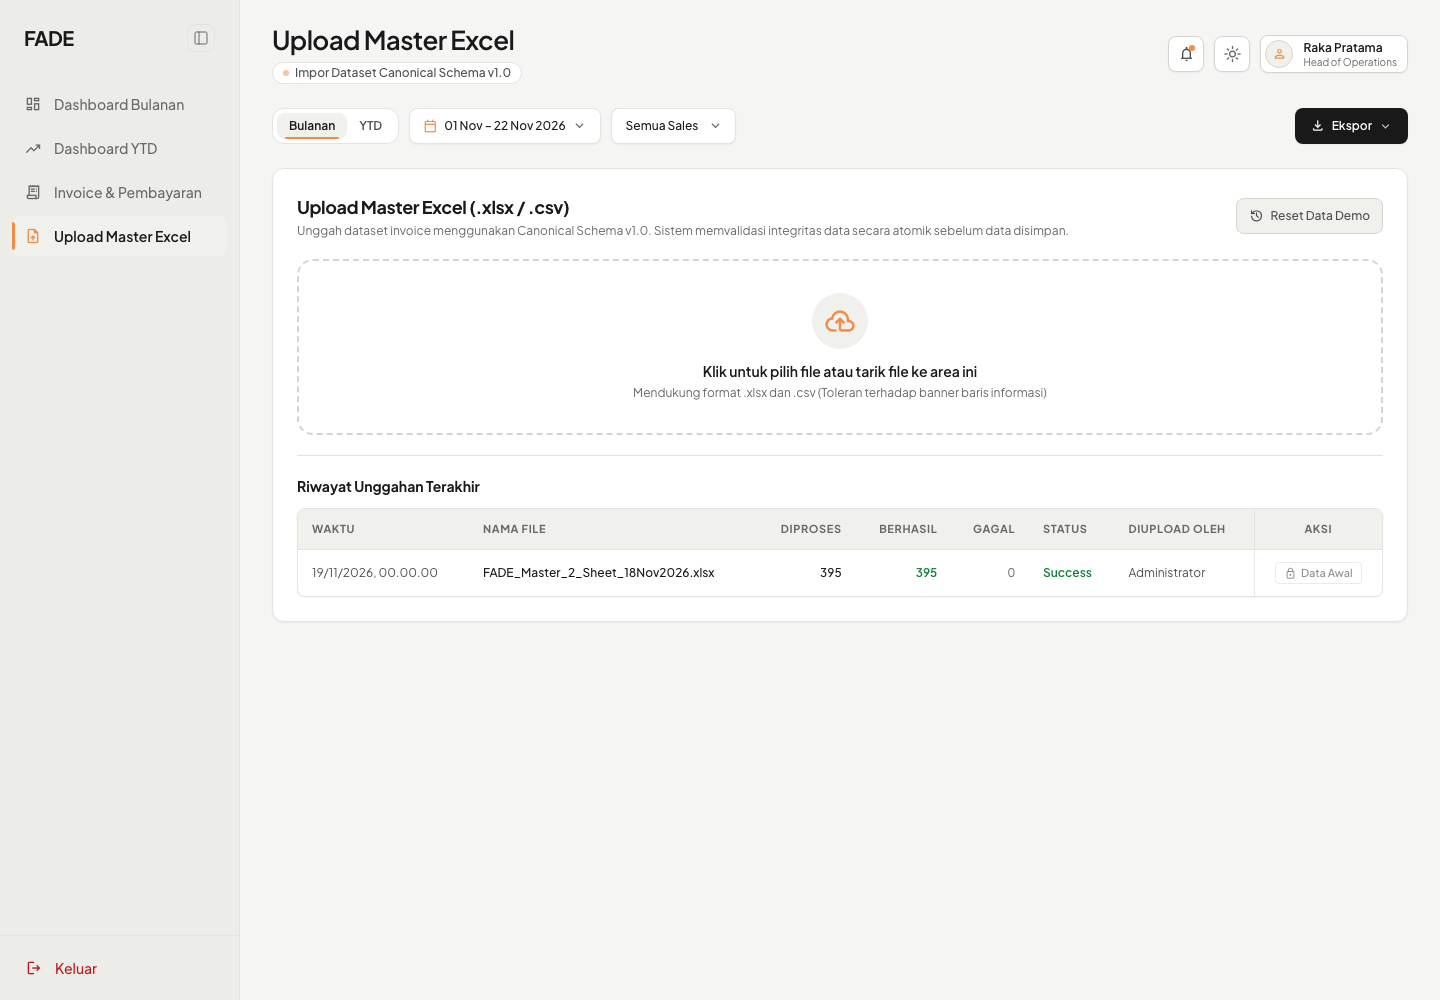 FADE
Dashboard Bulanan
Dashboard YTD
Invoice & Pembayaran
Upload Master Excel
Keluar
Upload Master Excel
Impor Dataset Canonical Schema v1.0
Raka Pratama
Head of Operations
Bulanan
YTD
01 Nov – 22 Nov 2026
Semua Sales
Ekspor
Upload Master Excel (.xlsx / .csv)
Unggah dataset invoice menggunakan Canonical Schema v1.0. Sistem memvalidasi integritas data secara atomik sebelum data disimpan.
Reset Data Demo
Klik untuk pilih file atau tarik file ke area ini
Mendukung format .xlsx dan .csv (Toleran terhadap banner baris informasi)
Riwayat Unggahan Terakhir
WAKTU NAMA FILE DIPROSES BERHASIL GAGAL STATUS DIUPLOAD OLEH AKSI
19/11/2026, 00.00.00 FADE_Master_2_Sheet_18Nov2026.xlsx 395 395 0 Success Administrator Data Awal